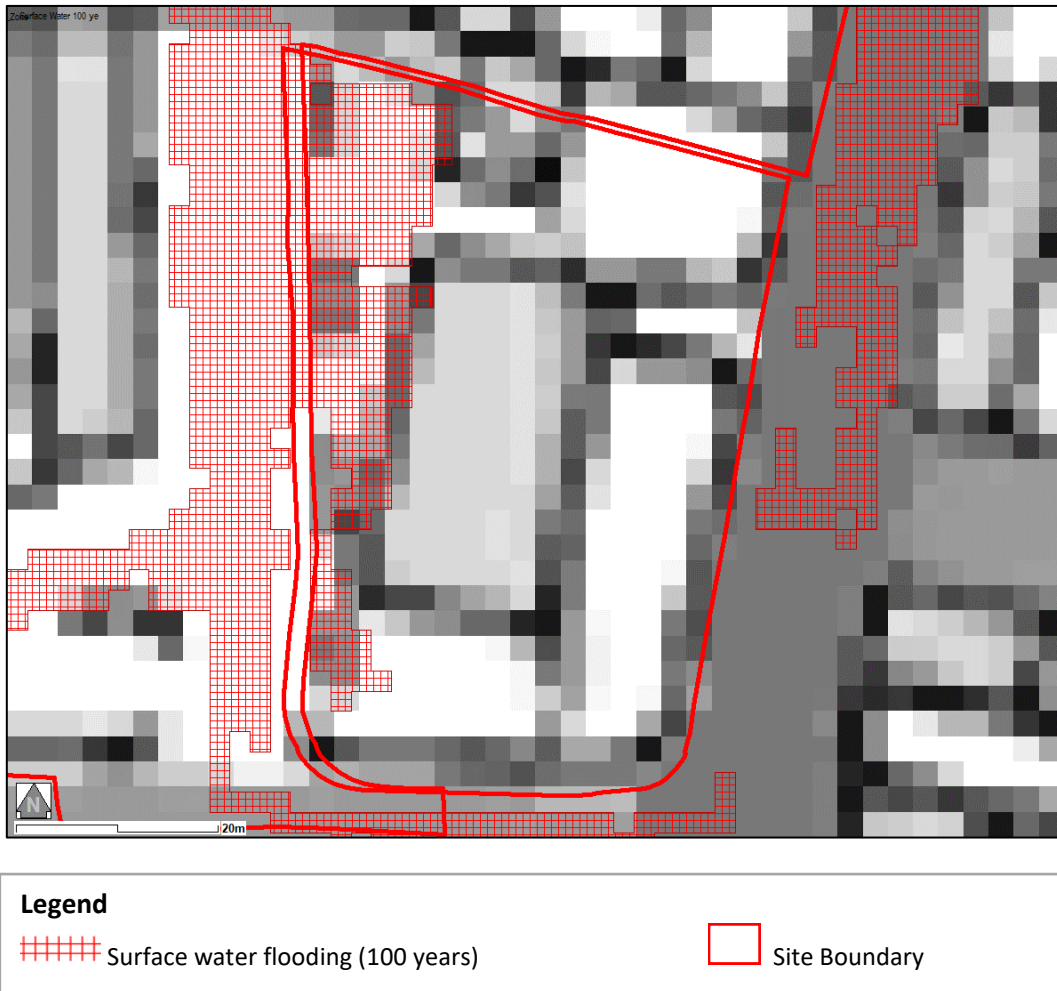 Surface Water 100 ye
N
20m
Legend
Surface water flooding (100 years)
Site Boundary